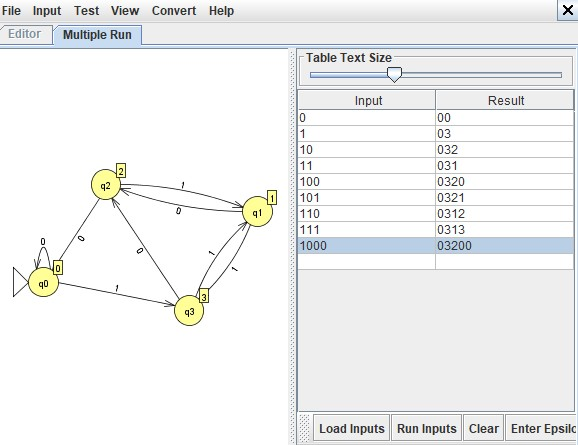 File Input Test View Convert Help
Editor Multiple Run
Table Text Size
Input Result
0 00
1 03
10 032
11 031
100 0320
101 0321
110 0312
111 0313
1000 03200
2
q2
1
1
0
q1
0
0
0
q0
0
1
1
1
3
q3
Load Inputs Run Inputs Clear Enter Epsilo